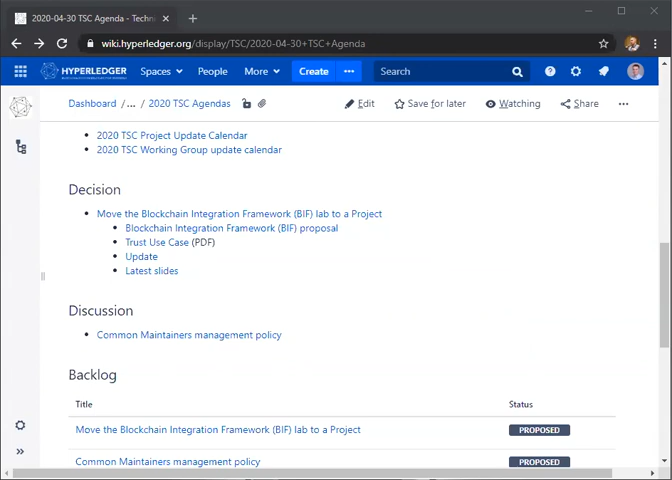 2020-04-30 TSC Agenda - Techni
wiki.hyperledger.org/display/TSC/2020-04-30+TSC+Agenda
HYPERLEDGER Spaces People More Create Search
Dashboard /... / 2020 TSC Agendas Edit Save for later Watching Share
2020 TSC Project Update Calendar
2020 TSC Working Group update calendar
Decision
Move the Blockchain Integration Framework (BIF) lab to a Project
Blockchain Integration Framework (BIF) proposal
Trust Use Case (PDF)
Update
Latest slides
Discussion
Common Maintainers management policy
Backlog
Title Status
Move the Blockchain Integration Framework (BIF) lab to a Project PROPOSED
Common Maintainers management policy PROPOSED